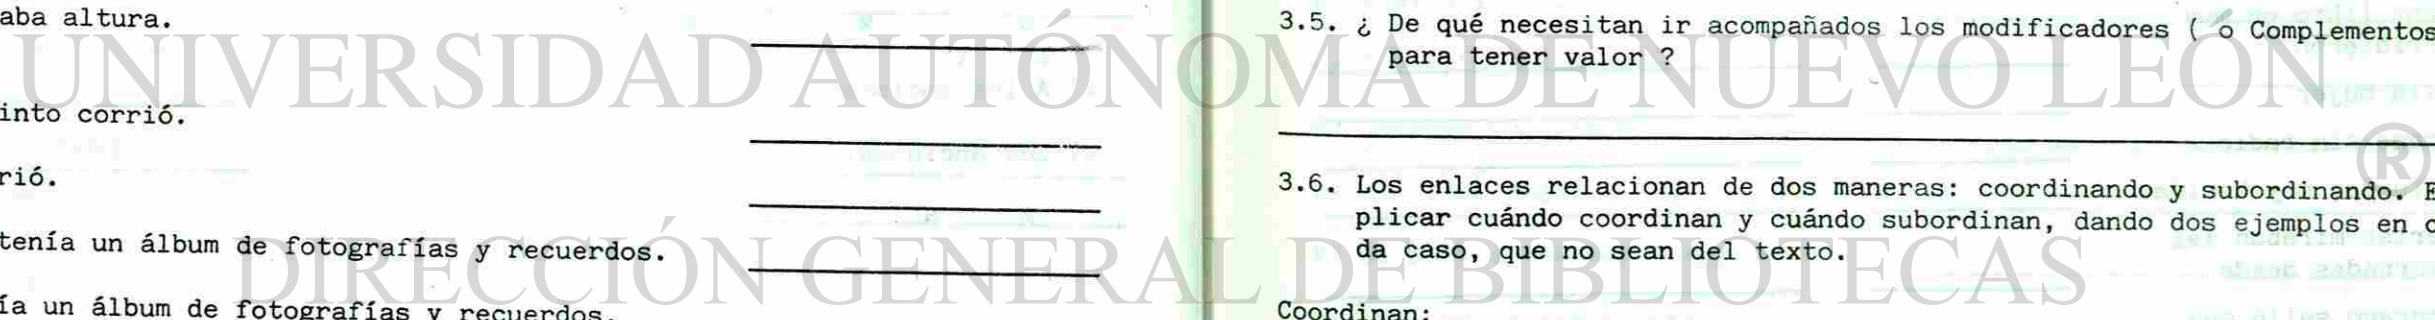 aba altura.
into corrió.
rió.
tenía un álbum de fotografías y recuerdos.
ía un álbum de fotografías y recuerdos.
3.5. ¿ De qué necesitan ir acompañados los modificadores ( ó Complementos
para tener valor ?
3.6. Los enlaces relacionan de dos maneras: coordinando y subordinando. E
plicar cuándo coordinan y cuándo subordinan, dando dos ejemplos en c
da caso, que no sean del texto.
Coordinan:
UNIVERSIDAD AUTÓNOMA DE NUEVO LEÓN
®
DIRECCIÓN GENERAL DE BIBLIOTECAS